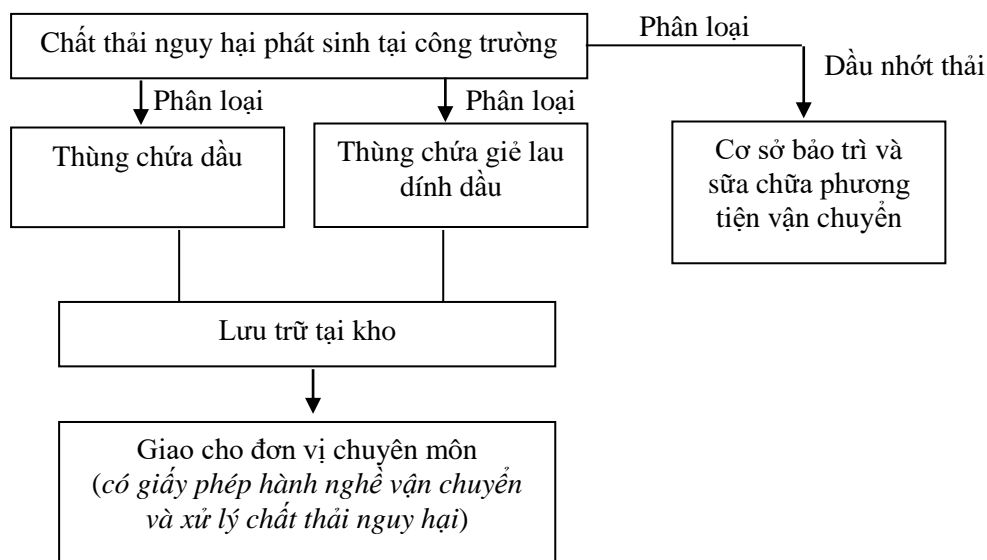 Chất thải nguy hại phát sinh tại công trường
Phân loại
Dầu nhớt thải
Phân loại
Phân loại
Thùng chứa dầu
Thùng chứa giẻ lau
dính dầu
Cơ sở bảo trì và
sữa chữa phương
tiện vận chuyển
Lưu trữ tại kho
Giao cho đơn vị chuyên môn
(có giấy phép hành nghề vận chuyển
và xử lý chất thải nguy hại)